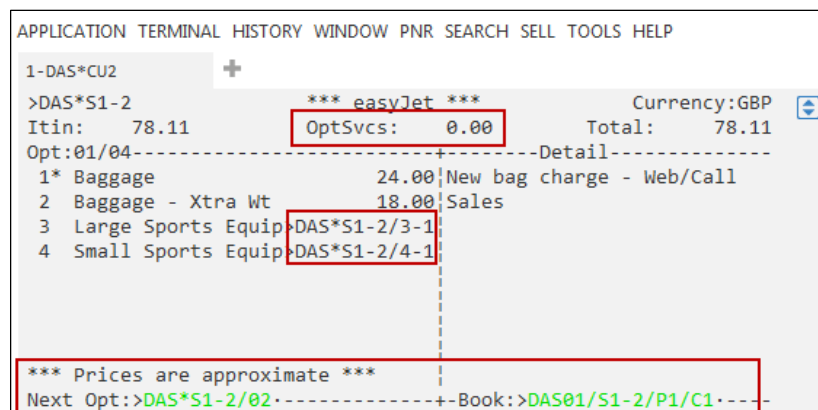 APPLICATION TERMINAL HISTORY WINDOW PNR SEARCH SELL TOOLS HELP
1-DAS*CU2 +
>DAS*S1-2 *** easyJet *** Currency:GBP
Itin: 78.11 OptSvcs: 0.00 Total: 78.11
Opt:01/04--------------------------+--------Detail--------------
1* Baggage 24.00¦New bag charge - Web/Call
2 Baggage - Xtra Wt 18.00¦Sales
3 Large Sports Equip>DAS*S1-2/3-1
4 Small Sports Equip>DAS*S1-2/4-1
*** Prices are approximate ***
Next Opt:>DAS*S1-2/02·-------------+-Book:>DAS01/S1-2/P1/C1·----